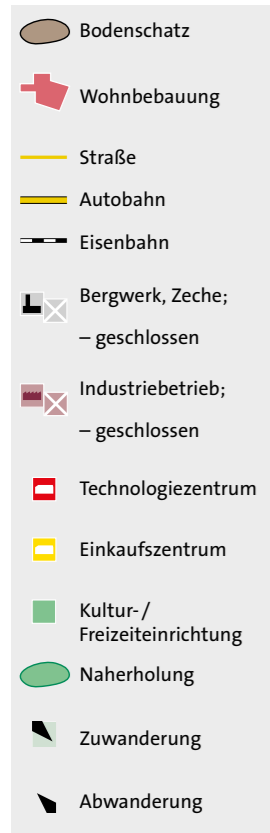 Bodenschatz
Wohnbebauung
Straße
Autobahn
Eisenbahn
Bergwerk, Zeche;
– geschlossen
Industriebetrieb;
– geschlossen
Technologiezentrum
Einkaufszentrum
Kultur-/
Freizeiteinrichtung
Naherholung
Zuwanderung
Abwanderung